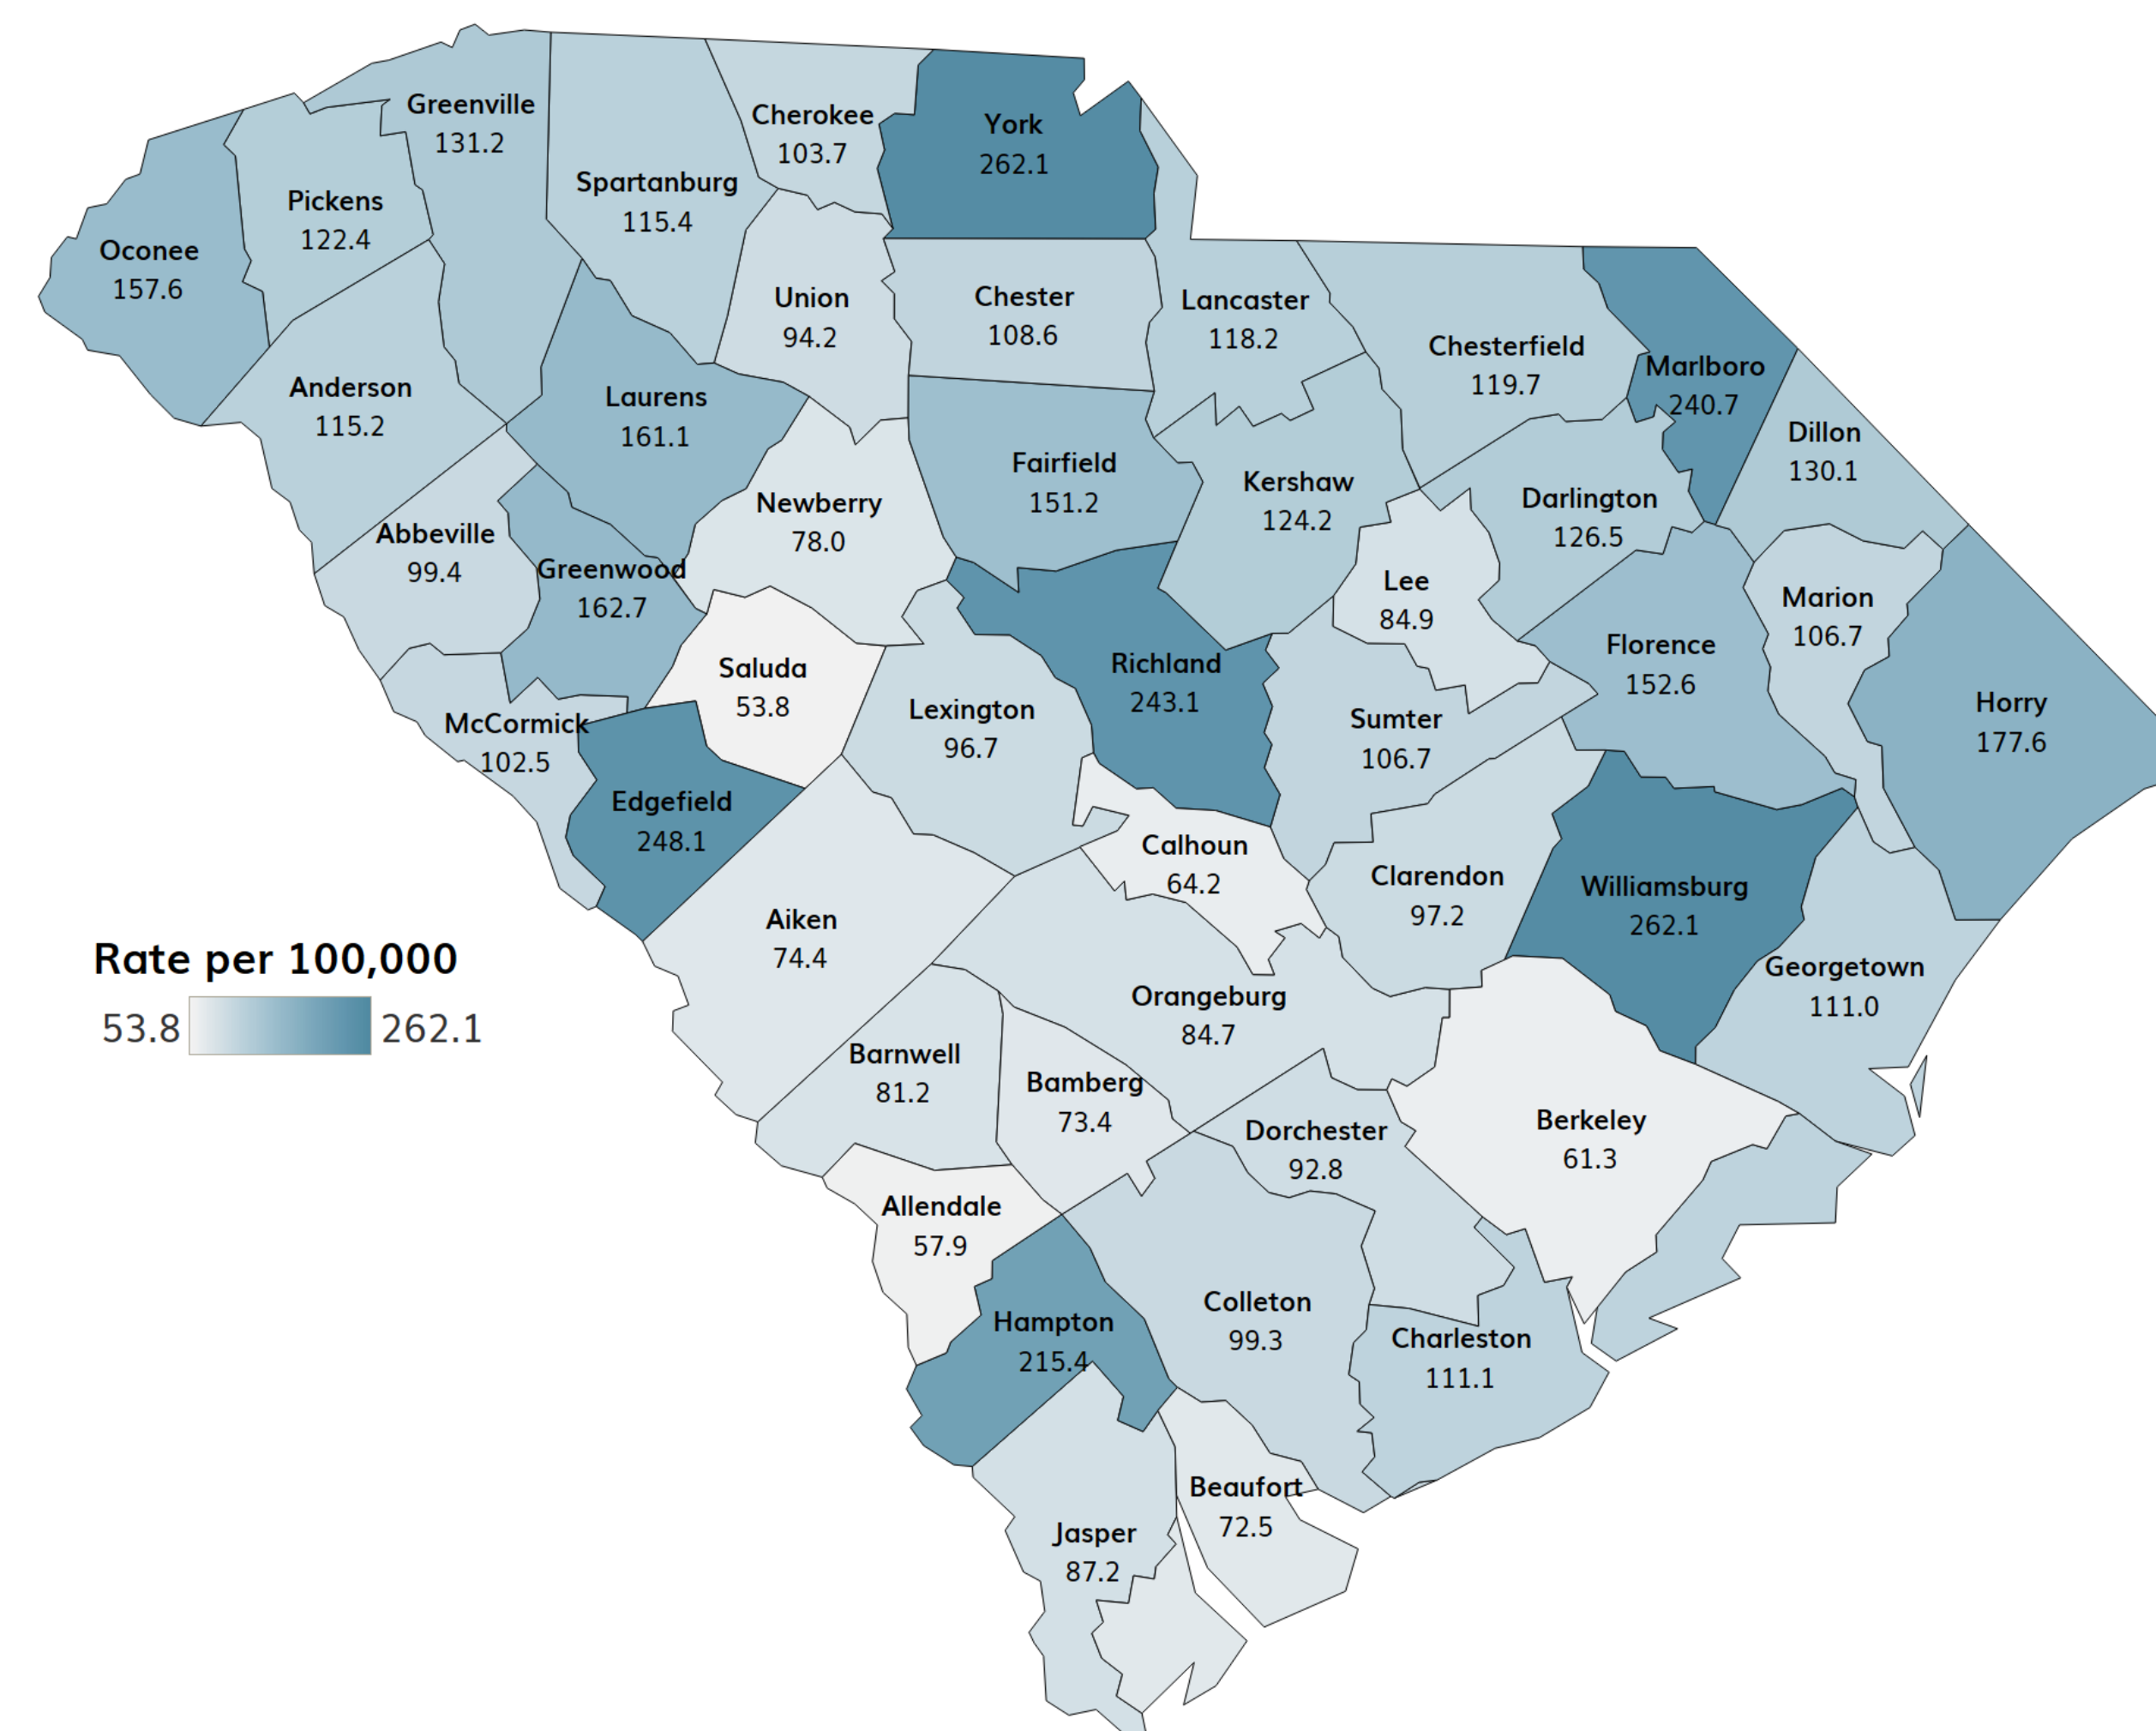 Greenville
131.2
Cherokee
103.7
York
262.1
Spartanburg
115.4
Pickens
122.4
Oconee
157.6
Union
94.2
Chester
108.6
Lancaster
118.2
Chesterfield
119.7
Marlboro
240.7
Anderson
115.2
Laurens
161.1
Dillon
130.1
Fairfield
151.2
Kershaw
124.2
Darlington
126.5
Newberry
78.0
Abbeville
99.4
Greenwood
162.7
Lee
84.9
Marion
106.7
Florence
152.6
Saluda
53.8
Richland
243.1
Lexington
96.7
Sumter
106.7
Horry
177.6
McCormick
102.5
Edgefield
248.1
Calhoun
64.2
Clarendon
97.2
Williamsburg
262.1
Aiken
74.4
Georgetown
111.0
Rate per 100,000
53.8 262.1
Orangeburg
84.7
Barnwell
81.2
Bamberg
73.4
Dorchester
92.8
Berkeley
61.3
Allendale
57.9
Hampton
215.4
Colleton
99.3
Charleston
111.1
Beaufort
72.5
Jasper
87.2